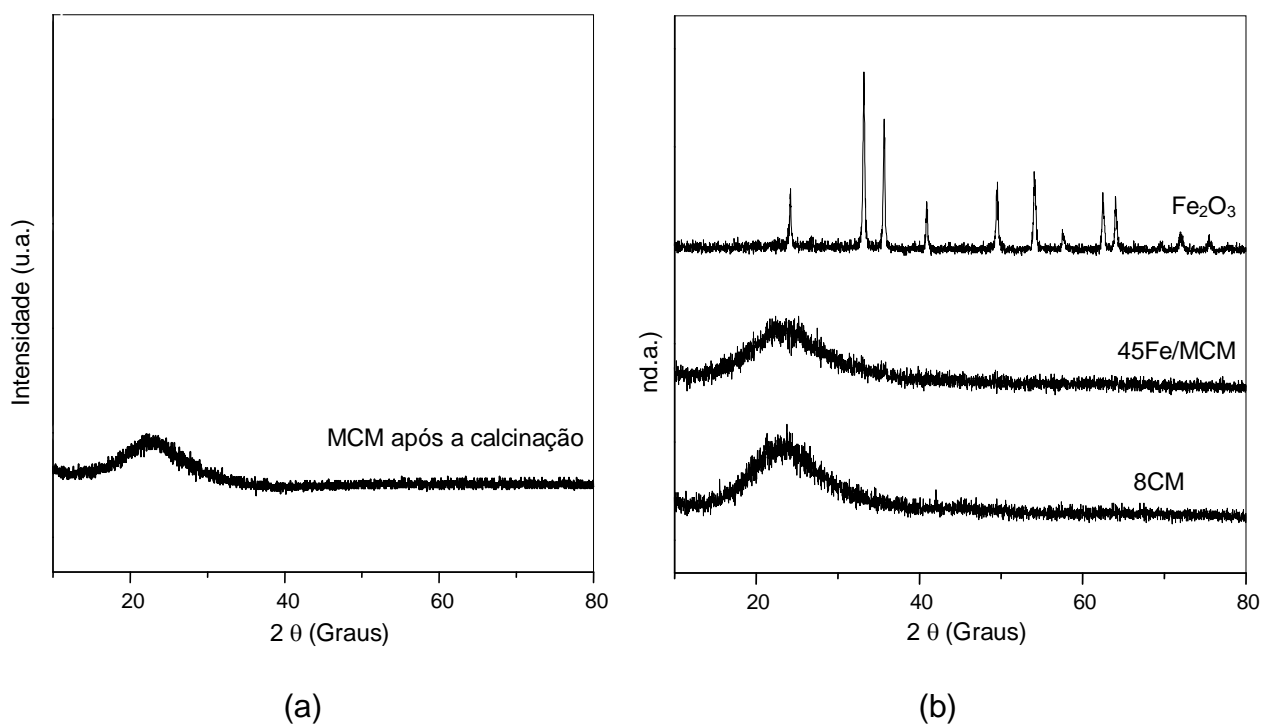 Intensidade (u.a.)
MCM após a calcinação
20 40 60 80
2 θ (Graus)
(a)
nd.a.)
Fe₂O₃
45Fe/MCM
8CM
20 40 60 80
2 θ (Graus)
(b)